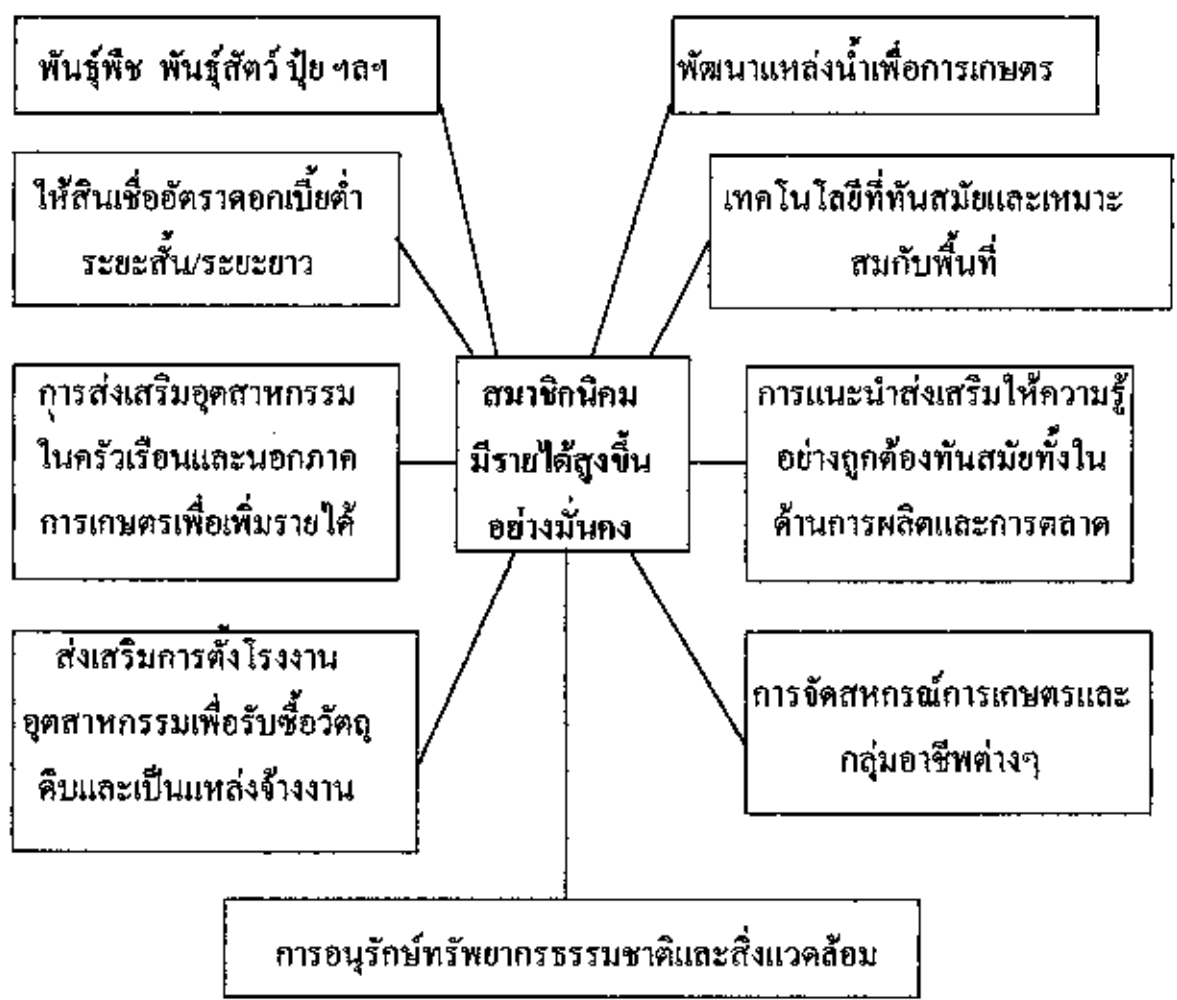 พันธุ์พืช พันธุ์สัตว์ ปุ๋ย ฯลฯ
พัฒนาแหล่งน้ำเพื่อการเกษตร
ให้สินเชื่ออัตราดอกเบี้ยต่ำ
ระยะสั้น/ระยะยาว
เทคโนโลยีที่ทันสมัยและเหมาะ
สมกับพื้นที่
การส่งเสริมอุตสาหกรรม
ในครัวเรือนและนอกภาค
การเกษตรเพื่อเพิ่มรายได้
สมาชิกนิคม
มีรายได้สูงขึ้น
อย่างมั่นคง
การแนะนำส่งเสริมให้ความรู้
อย่างถูกต้องทันสมัยทั้งใน
ด้านการผลิตและการตลาด
ส่งเสริมการตั้งโรงงาน
อุตสาหกรรมเพื่อรับซื้อวัตถุ
ดิบและเป็นแหล่งจ้างงาน
การจัดสหกรณ์การเกษตรและ
กลุ่มอาชีพต่างๆ
การอนุรักษ์ทรัพยากรธรรมชาติและสิ่งแวดล้อม